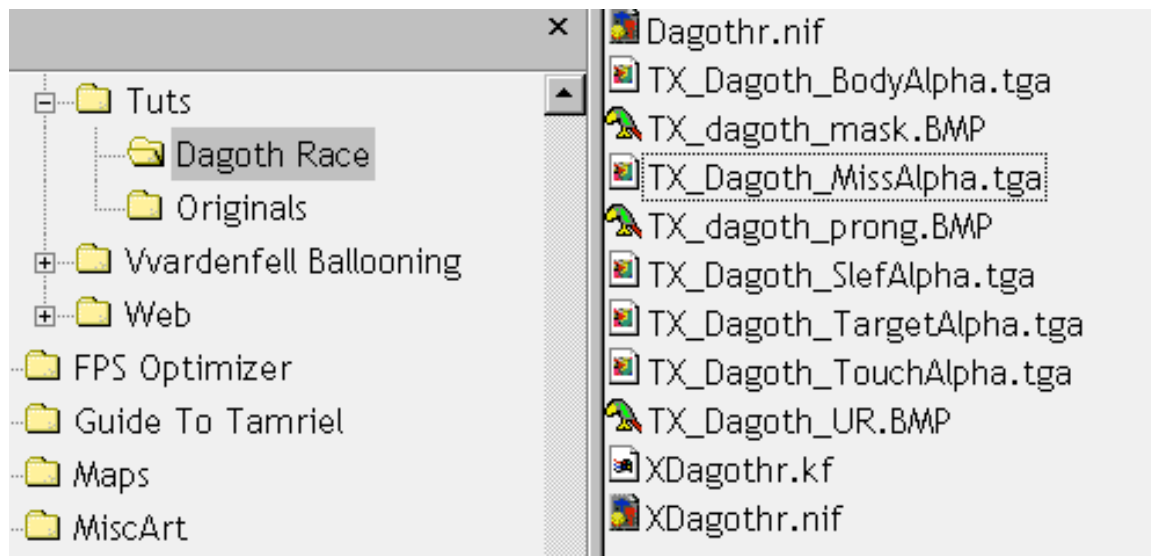 Tuts
Dagoth Race
Originals
Vvardenfell Ballooning
Web
FPS Optimizer
Guide To Tamriel
Maps
MiscArt
Dagothr.nif
TX_Dagoth_BodyAlpha.tga
TX_dagoth_mask.BMP
TX_Dagoth_MissAlpha.tga
TX_dagoth_prong.BMP
TX_Dagoth_SlefAlpha.tga
TX_Dagoth_TargetAlpha.tga
TX_Dagoth_TouchAlpha.tga
TX_Dagoth_UR.BMP
XDagothr.kf
XDagothr.nif